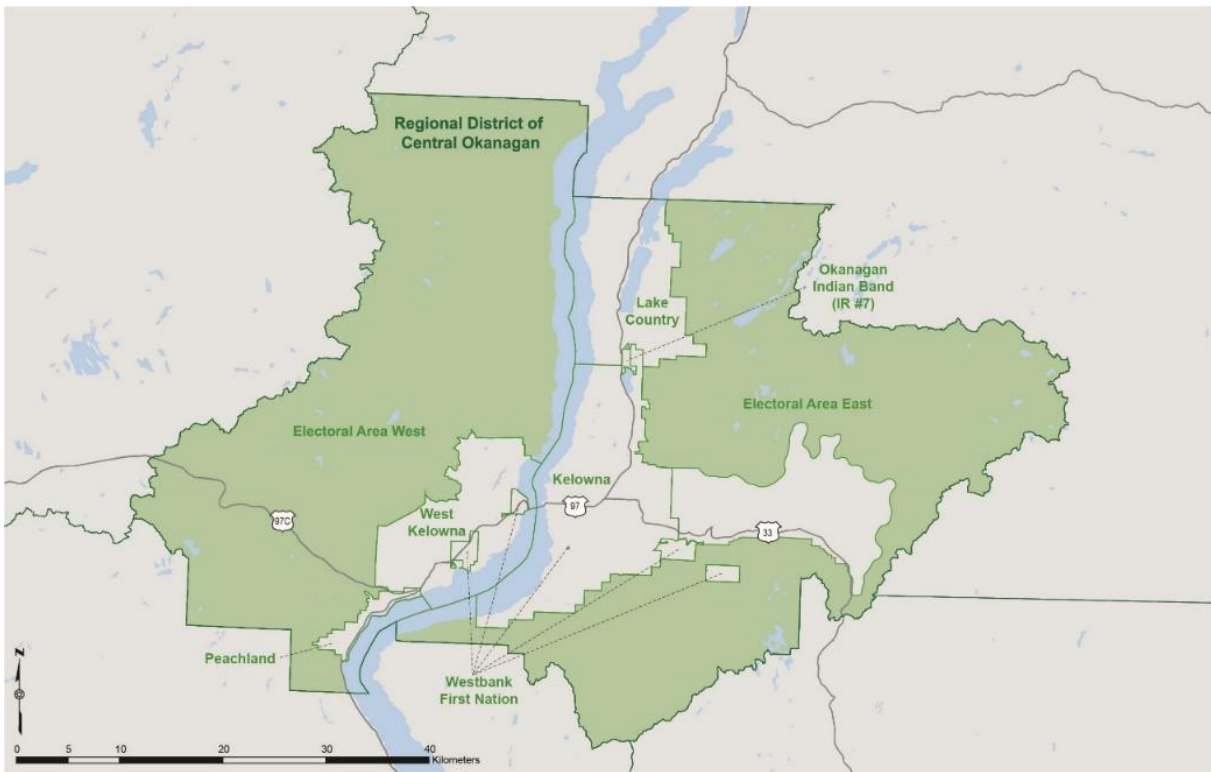 Regional District of
Central Okanagan
Okanagan
Indian Band
(IR #7)
Lake
Country
Electoral Area East
Electoral Area West
Kelowna
97
West
Kelowna
97C
33
Peachland
Westbank
First Nation
N
0 5 10 20 30 40
Kilometers